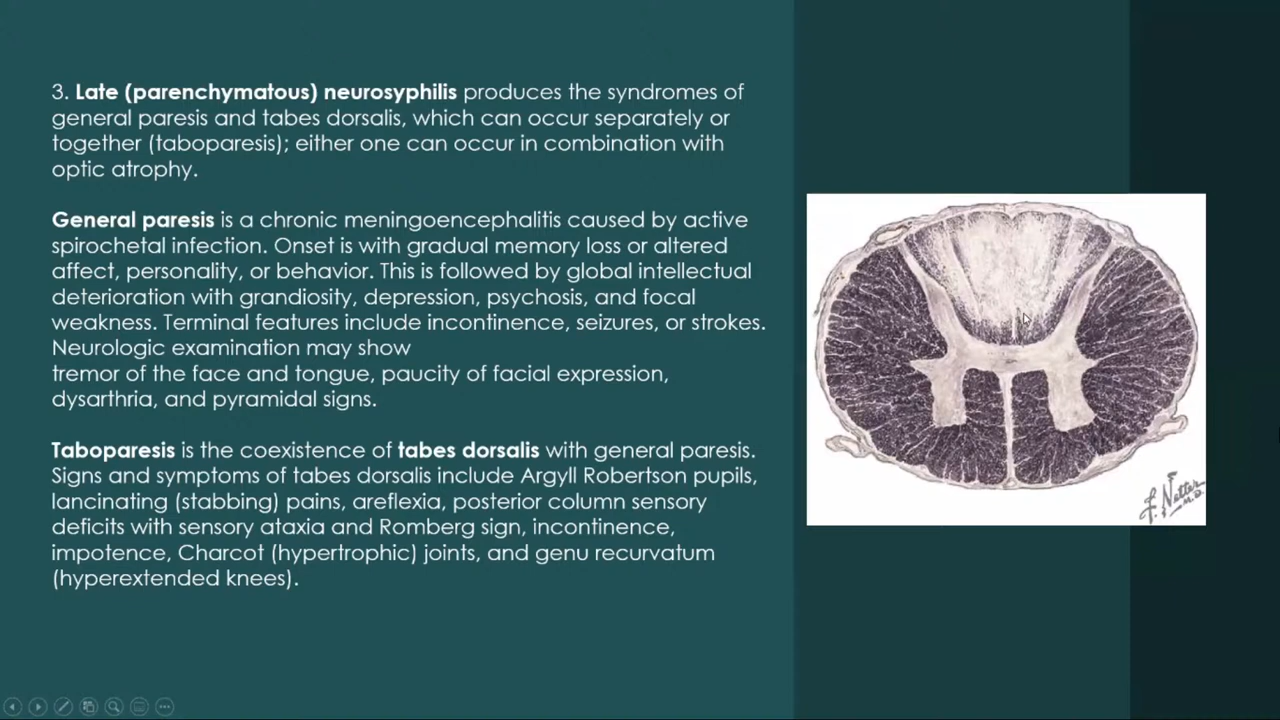 3. Late (parenchymatous) neurosyphilis produces the syndromes of
general paresis and tabes dorsalis, which can occur separately or
together (taboparesis); either one can occur in combination with
optic atrophy.
General paresis is a chronic meningoencephalitis caused by active
spirochetal infection. Onset is with gradual memory loss or altered
affect, personality, or behavior. This is followed by global intellectual
deterioration with grandiosity, depression, psychosis, and focal
weakness. Terminal features include incontinence, seizures, or strokes.
Neurologic examination may show
tremor of the face and tongue, paucity of facial expression,
dysarthria, and pyramidal signs.
Taboparesis is the coexistence of tabes dorsalis with general paresis.
Signs and symptoms of tabes dorsalis include Argyll Robertson pupils,
lancinating (stabbing) pains, areflexia, posterior column sensory
deficits with sensory ataxia and Romberg sign, incontinence,
impotence, Charcot (hypertrophic) joints, and genu recurvatum
(hyperextended knees).
F. Netter
M.D.